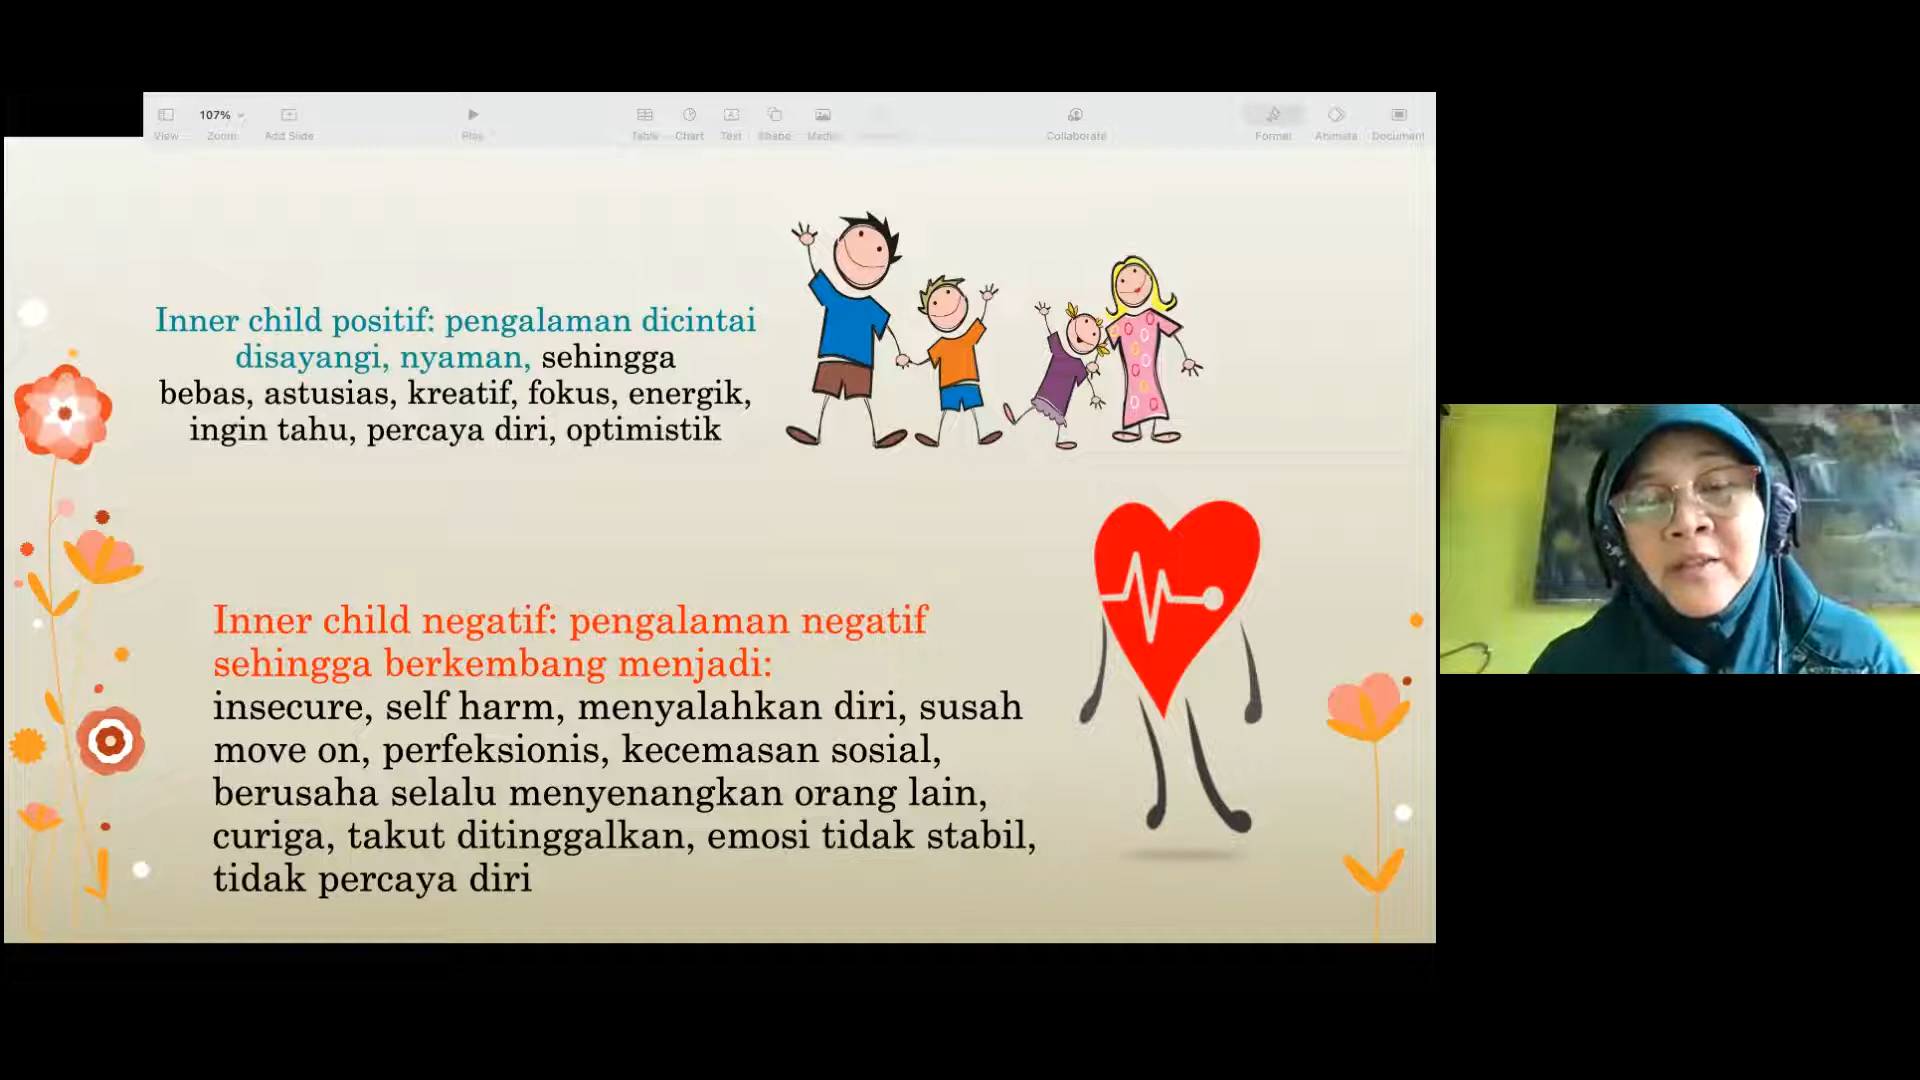 107%
View
Zoom
Add Slide
Play
Table
Chart
Text
Shape
Media
Collaborate
Format
Animate
Document
Inner child positif: pengalaman dicintai
disayangi, nyaman, sehingga
bebas, astusias, kreatif, fokus, energik,
ingin tahu, percaya diri, optimistik
Inner child negatif: pengalaman negatif
sehingga berkembang menjadi:
insecure, self harm, menyalahkan diri, susah
move on, perfeksionis, kecemasan sosial,
berusaha selalu menyenangkan orang lain,
curiga, takut ditinggalkan, emosi tidak stabil,
tidak percaya diri